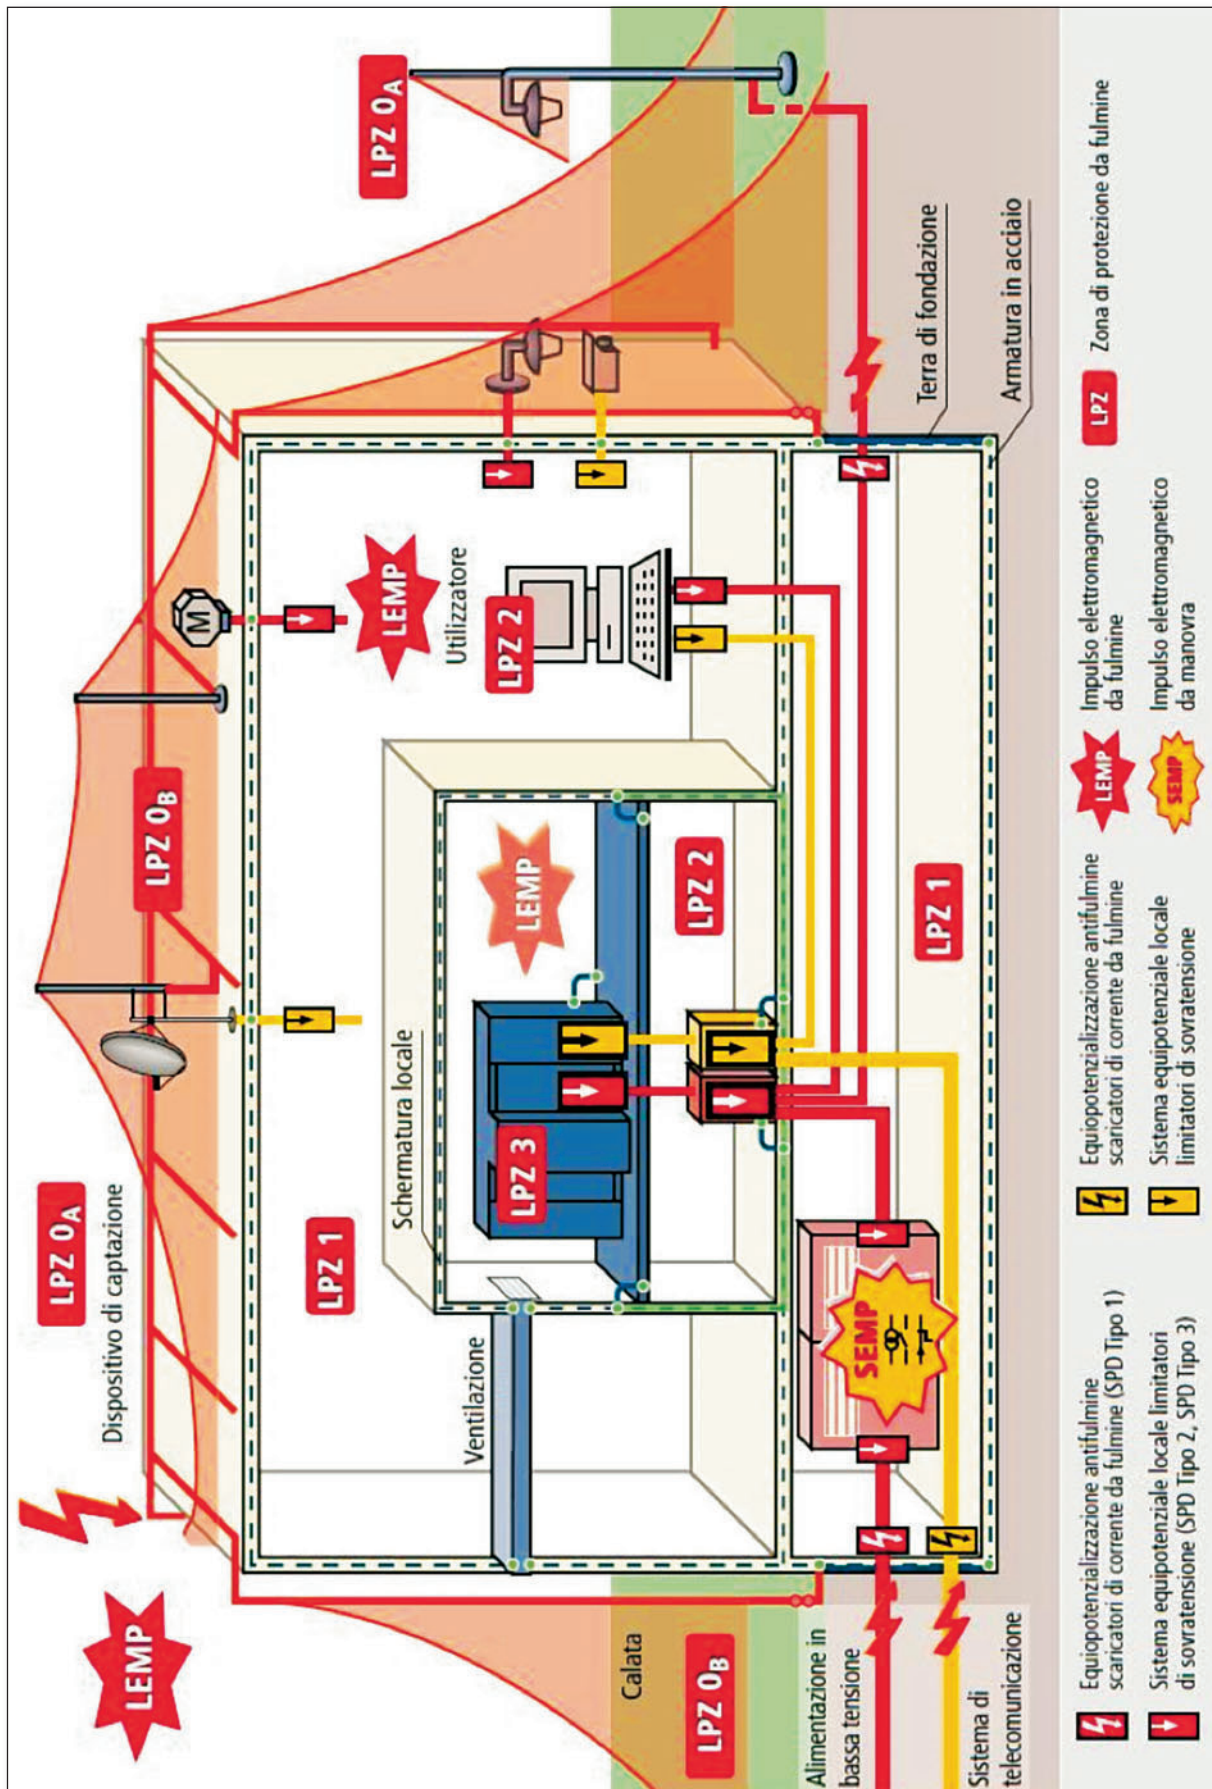 LEMP
LPZ 0A
Dispositivo di captazione
LPZ 0B
LPZ 0A
M
LPZ 1
LEMP
Utilizzatore
LPZ 2
Schermatura locale
Ventilazione
LPZ 3
LEMP
LPZ 2
Calata
LPZ 0B
Alimentazione in
bassa tensione
SEMP
LPZ 1
Terra di fondazione
Armatura in acciaio
Sistema di
telecomunicazione
Equiopotenzializzazione antifulmine
scaricatori di corrente da fulmine (SPD Tipo 1)
Sistema equipotenziale locale limitatori
di sovratensione (SPD Tipo 2, SPD Tipo 3)
Equiopotenzializzazione antifulmine
scaricatori di corrente da fulmine
Sistema equipotenziale locale
limitatori di sovratensione
LEMP
Impulso elettromagnetico
da fulmine
SEMP
Impulso elettromagnetico
da manovra
LPZ
Zona di protezione da fulmine